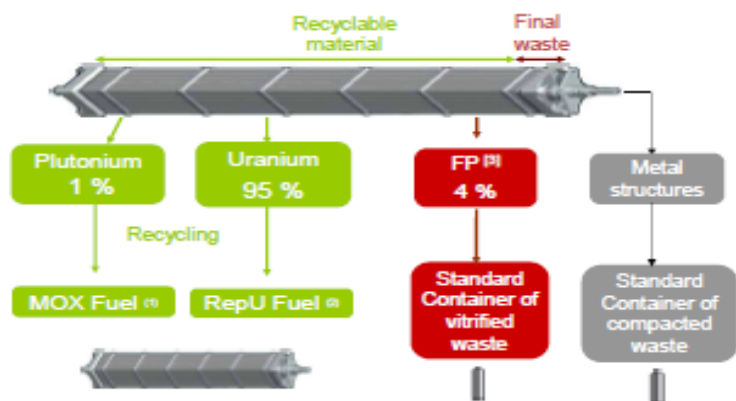 Recyclable
material
Final
waste
Plutonium
1 %
Uranium
95 %
FP [3]
4 %
Metal
structures
Recycling
MOX Fuel (1)
RepU Fuel (2)
Standard
Container of
vitrified
waste
Standard
Container of
compacted
waste